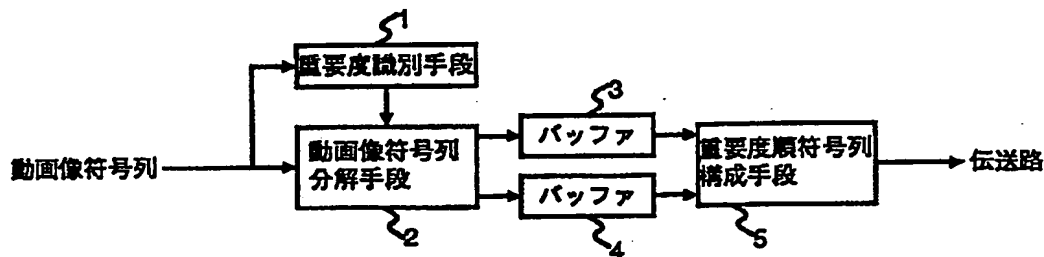 1
重要度識別手段
3
バッファ
動画像符号列
動画像符号列
分解手段
重要度順符号列
構成手段
伝送路
バッファ
2
4
5